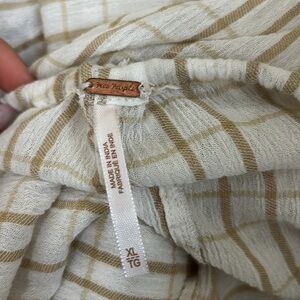 free people
MADE IN INDIA
FABRIQUÉ EN INDE
XL
TG